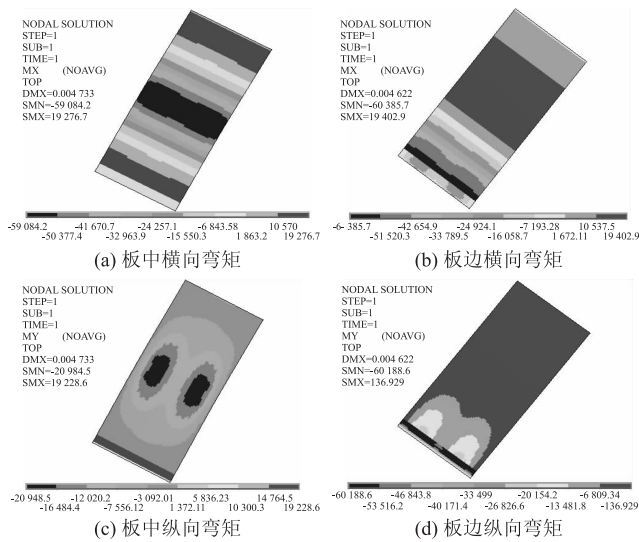 NODAL SOLUTION
STEP=1
SUB=1
TIME=1
MX (NOAVG)
TOP
DMX=0.004 733
SMN=-59 084.2
SMX=19 276.7
-59 084.2 -41 670.7 -24 257.1 -6 843.58 10 570
-50 377.4 -32 963.9 -15 550.3 1 863.2 19 276.7
(a) 板中横向弯矩
NODAL SOLUTION
STEP=1
SUB=1
TIME=1
MX (NOAVG)
TOP
DMX=0.004 622
SMN=-60 385.7
SMX=19 402.9
-6- 385.7 -42 654.9 -24 924.1 -7 193.28 10 537.5
-51 520.3 -33 789.5 -16 058.7 1 672.11 19 402.9
(b) 板边横向弯矩
NODAL SOLUTION
STEP=1
SUB=1
TIME=1
MY (NOAVG)
TOP
DMX=0.004 733
SMN=-20 984.5
SMX=19 228.6
-20 948.5 -12 020.2 -3 092.01 5 836.23 14 764.5
-16 484.4 -7 556.12 1 372.11 10 300.3 19 228.6
(c) 板中纵向弯矩
NODAL SOLUTION
STEP=1
SUB=1
TIME=1
MY (NOAVG)
TOP
DMX=0.004 622
SMN=-60 188.6
SMX=136.929
-60 188.6 -46 843.8 -33 499 -20 154.2 -6 809.34
-53 516.2 -40 171.4 -26 826.6 -13 481.8 -136.929
(d) 板边纵向弯矩